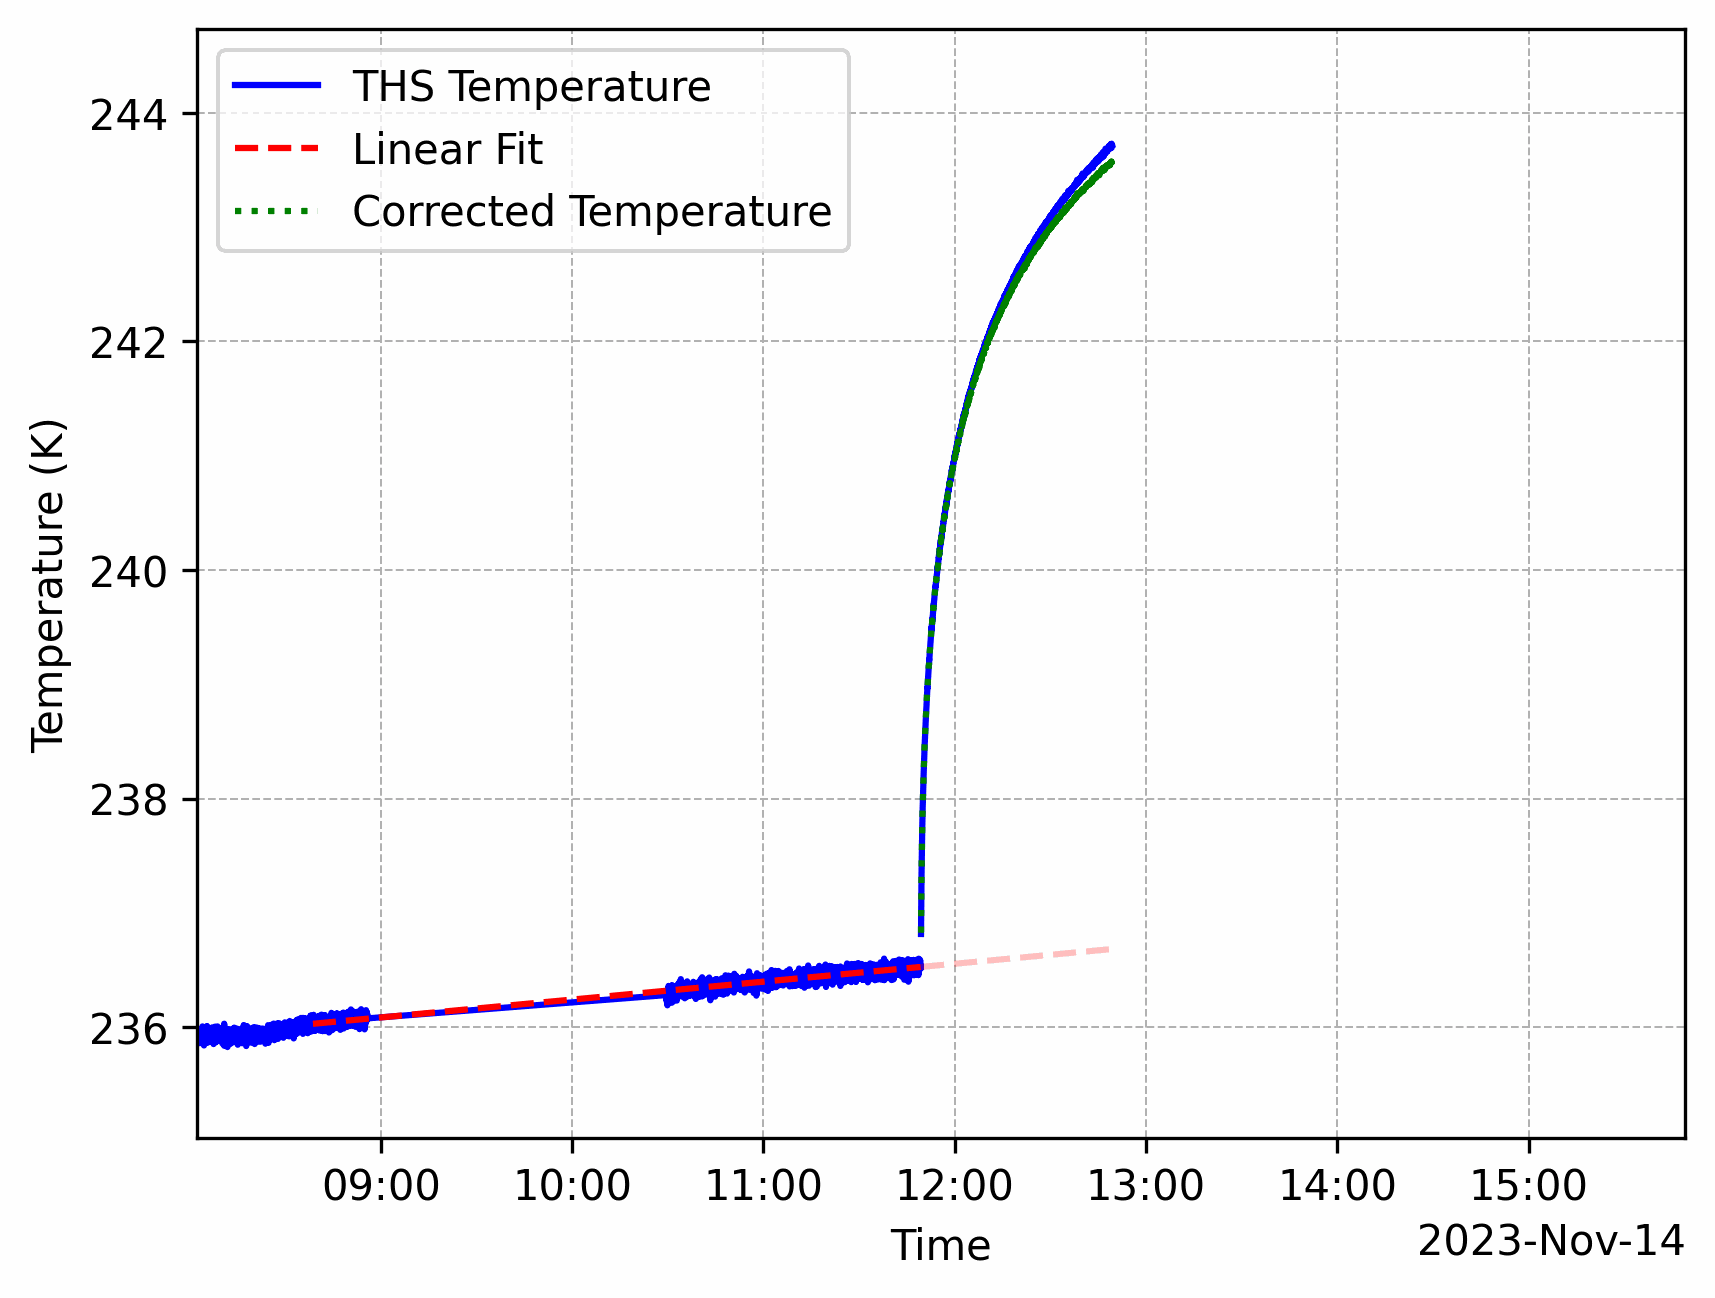 THS Temperature
Linear Fit
Corrected Temperature
244
242
240
238
236
Temperature (K)
09:00 10:00 11:00 12:00 13:00 14:00 15:00
Time
2023-Nov-14